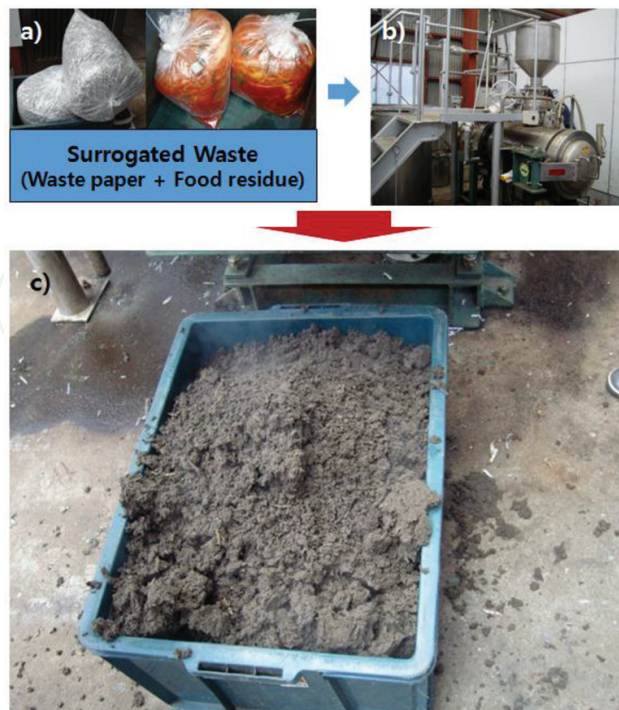 a)
b)
Surrogated Waste
(Waste paper + Food residue)
c)